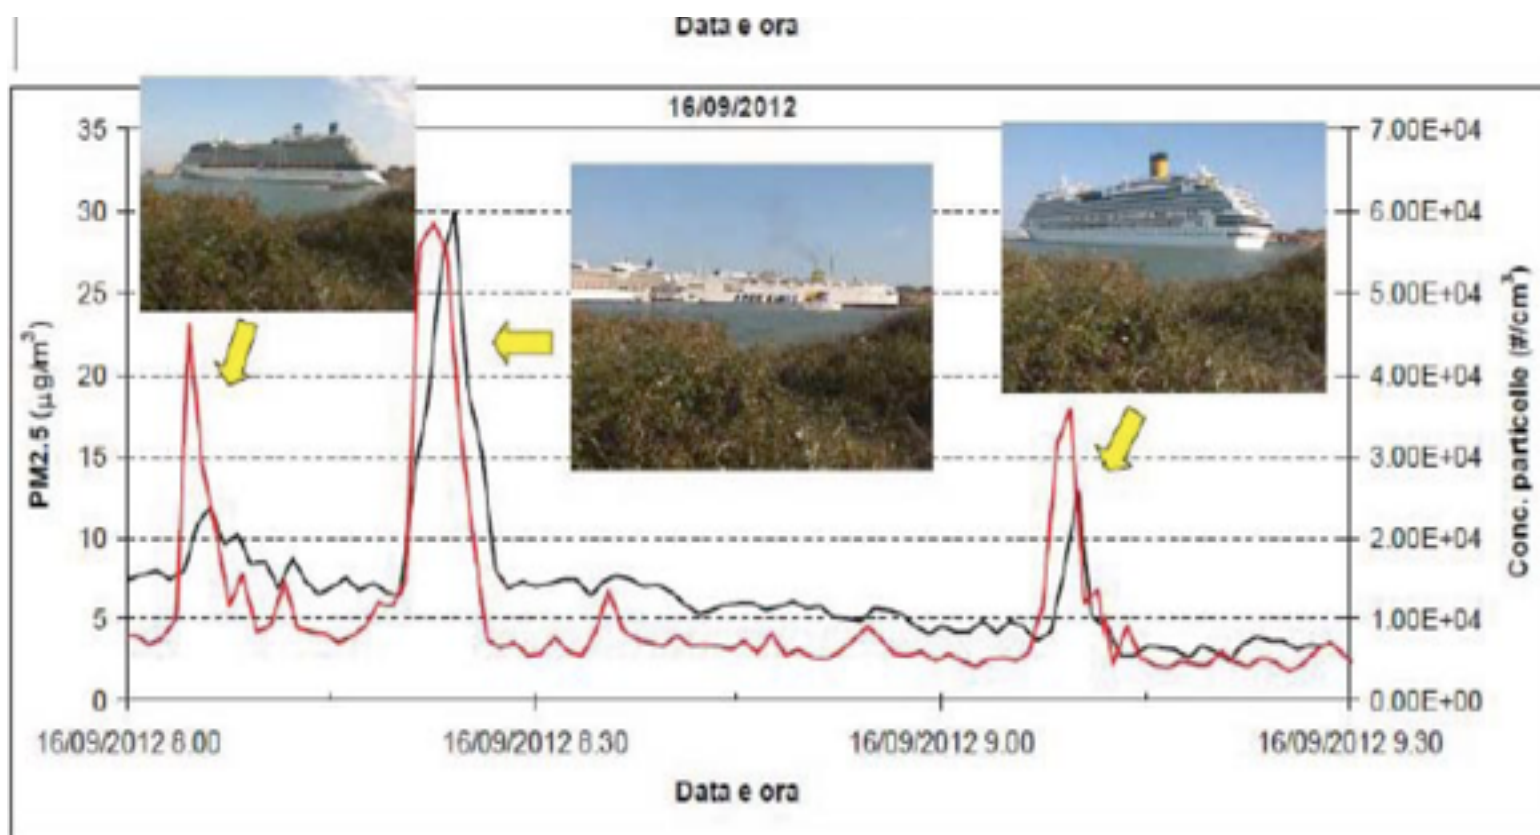 Data e ora
16/09/2012
35
30
25
20
15
10
5
0
PM2.5 (µg/m³)
7.00E+04
6.00E+04
5.00E+04
4.00E+04
3.00E+04
2.00E+04
1.00E+04
0.00E+00
Conc. particelle (#/cm³)
16/09/2012 8.00
16/09/2012 8.30
16/09/2012 9.00
16/09/2012 9.30
Data e ora